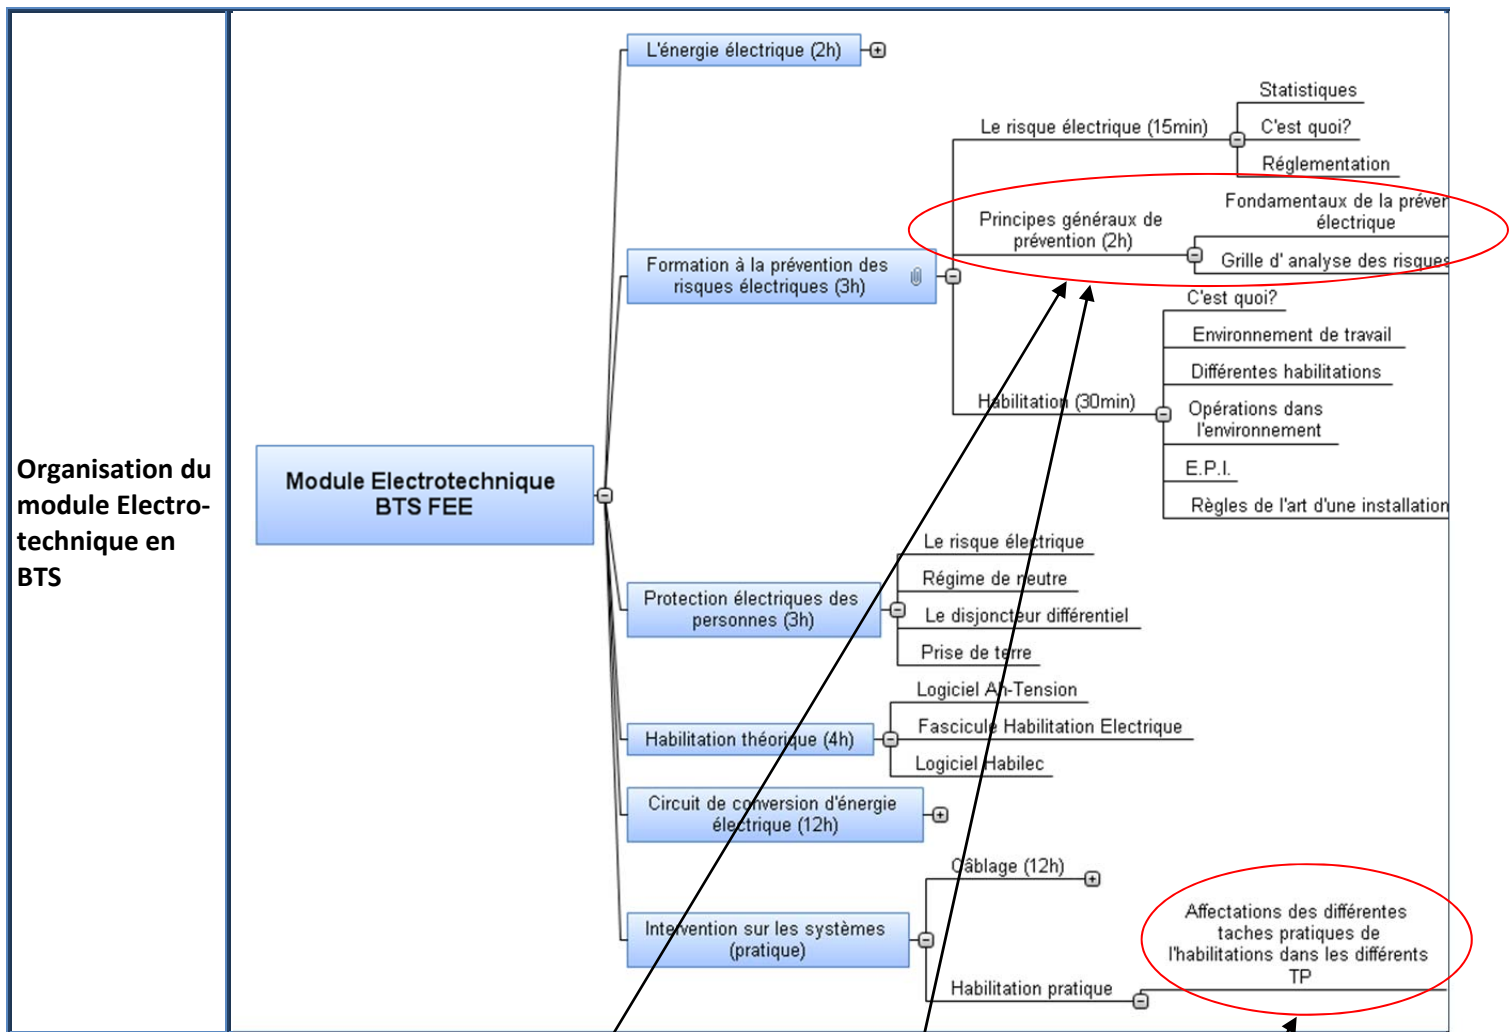 Organisation du
module Electro-
technique en
BTS
Module Electrotechnique
BTS FEE
L'énergie électrique (2h)
Formation à la prévention des
risques électriques (3h)
Le risque électrique (15min)
Statistiques
C'est quoi?
Réglementation
Principes généraux de
prévention (2h)
Fondamentaux de la préver
électrique
Grille d' analyse des risques
Habilitation (30min)
C'est quoi?
Environnement de travail
Différentes habilitations
Opérations dans
l'environnement
E.P.I.
Règles de l'art d'une installation
Protection électriques des
personnes (3h)
Le risque électrique
Régime de neutre
Le disjoncteur différentiel
Prise de terre
Habilitation théorique (4h)
Logiciel Ah-Tension
Fascicule Habilitation Electrique
Logiciel Habilec
Circuit de conversion d'énergie
électrique (12h)
Intervention sur les systèmes
(pratique)
Câblage (12h)
Habilitation pratique
Affectations des différentes
taches pratiques de
l'habilitations dans les différents
TP